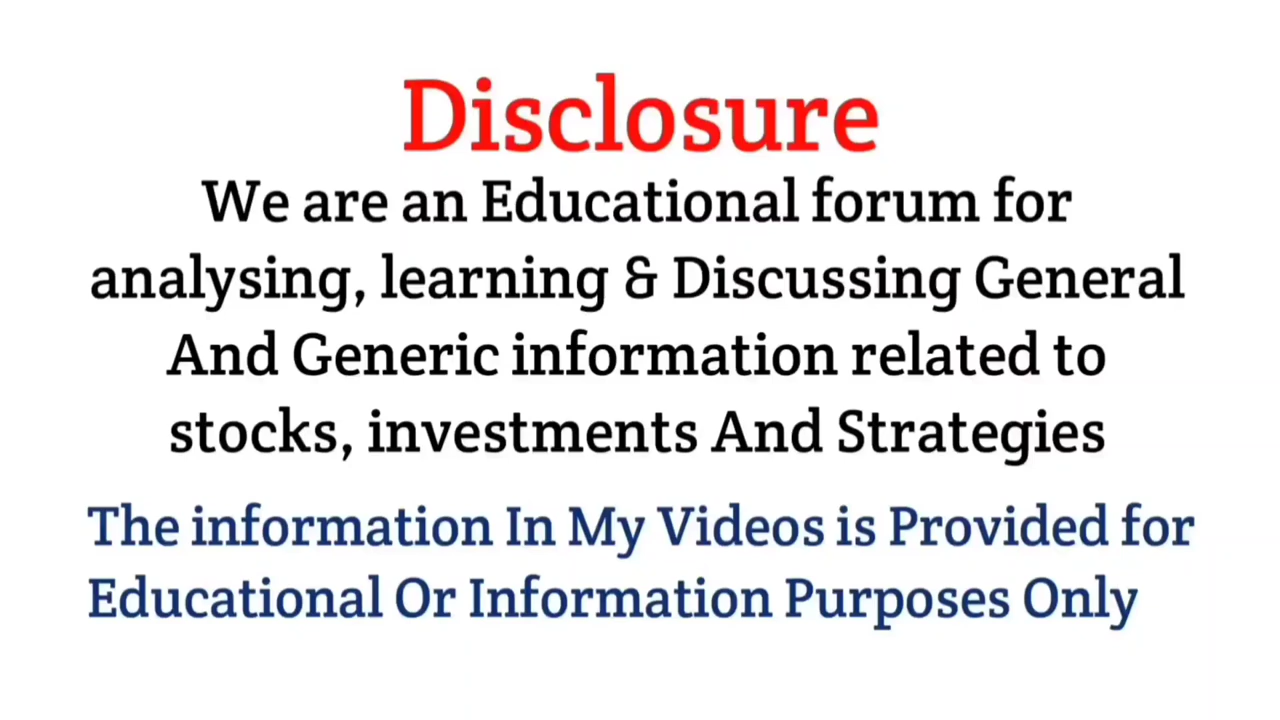 Disclosure
We are an Educational forum for
analysing, learning & Discussing General
And Generic information related to
stocks, investments And Strategies
The information In My Videos is Provided for
Educational Or Information Purposes Only